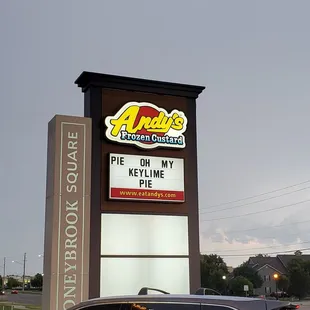 Andy's
Frozen Custard
PIE OH MY
KEYLIME
PIE
www.eatandys.com
ONEYBROOK SQUARE